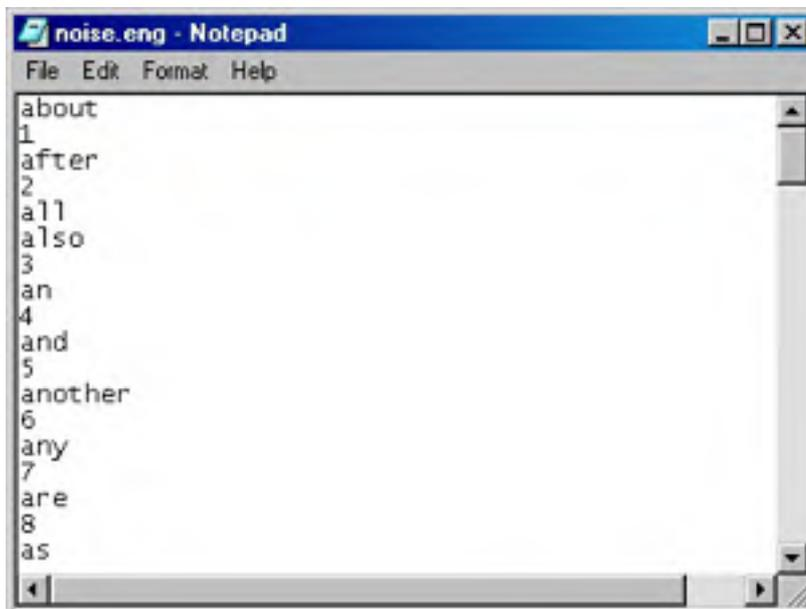 noise.eng - Notepad
File Edit Format Help
about
1
after
2
all
also
3
an
4
and
5
another
6
any
7
are
8
as